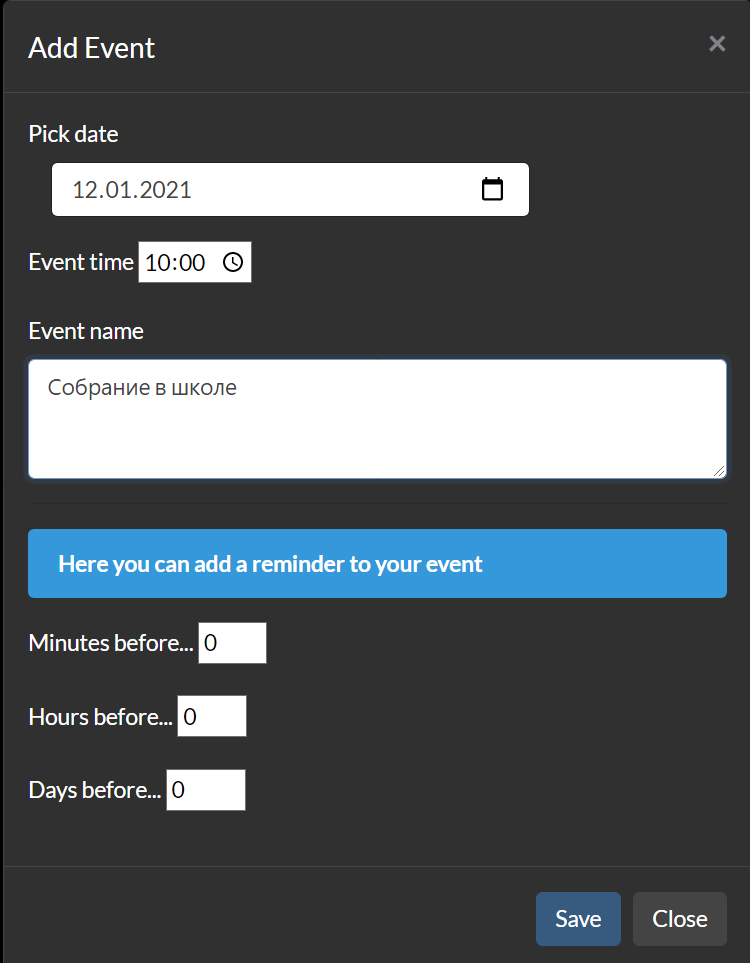 Add Event
×
Pick date
12.01.2021
Event time 10:00
Event name
Собрание в школе
Here you can add a reminder to your event
Minutes before... 0
Hours before... 0
Days before... 0
Save Close